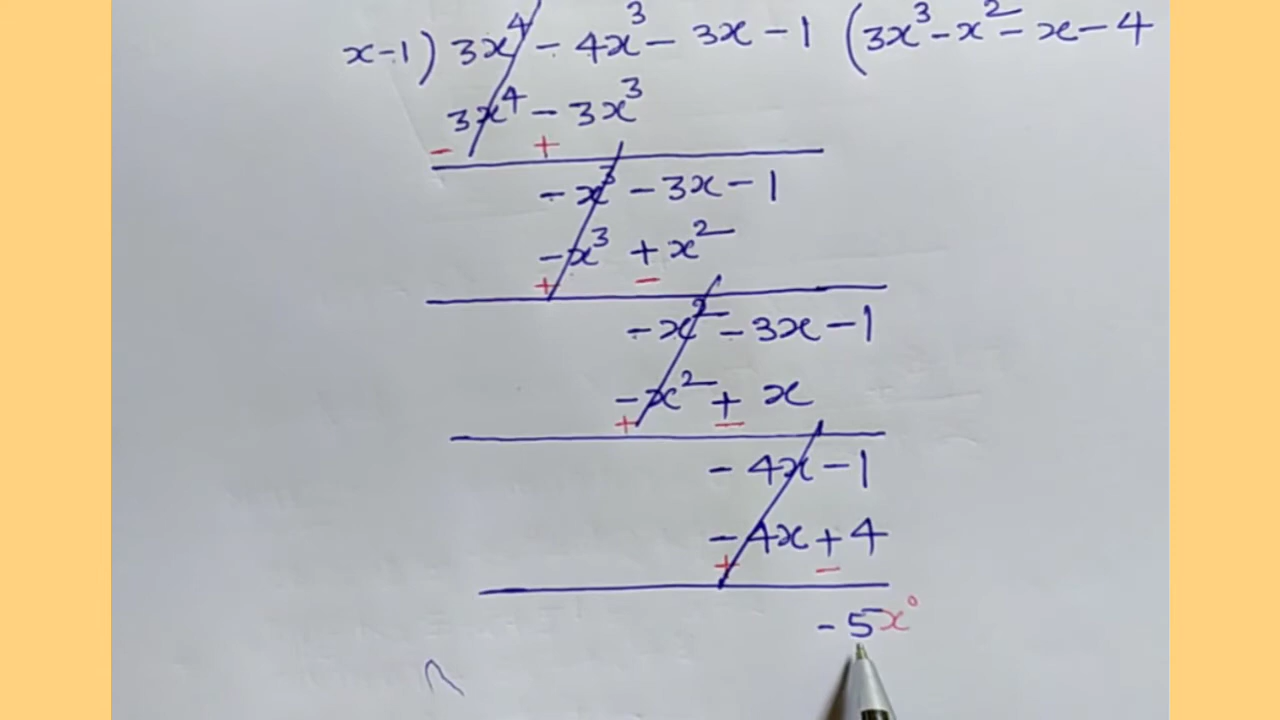 x-1) 3x⁴ - 4x³ - 3x - 1 (3x³ - x² - x - 4
3x⁴ - 3x³
- +
-x³ - 3x - 1
-x³ + x²
+ -
-x² - 3x - 1
-x² + x
+ -
-4x - 1
-4x + 4
+ -
-5x⁰